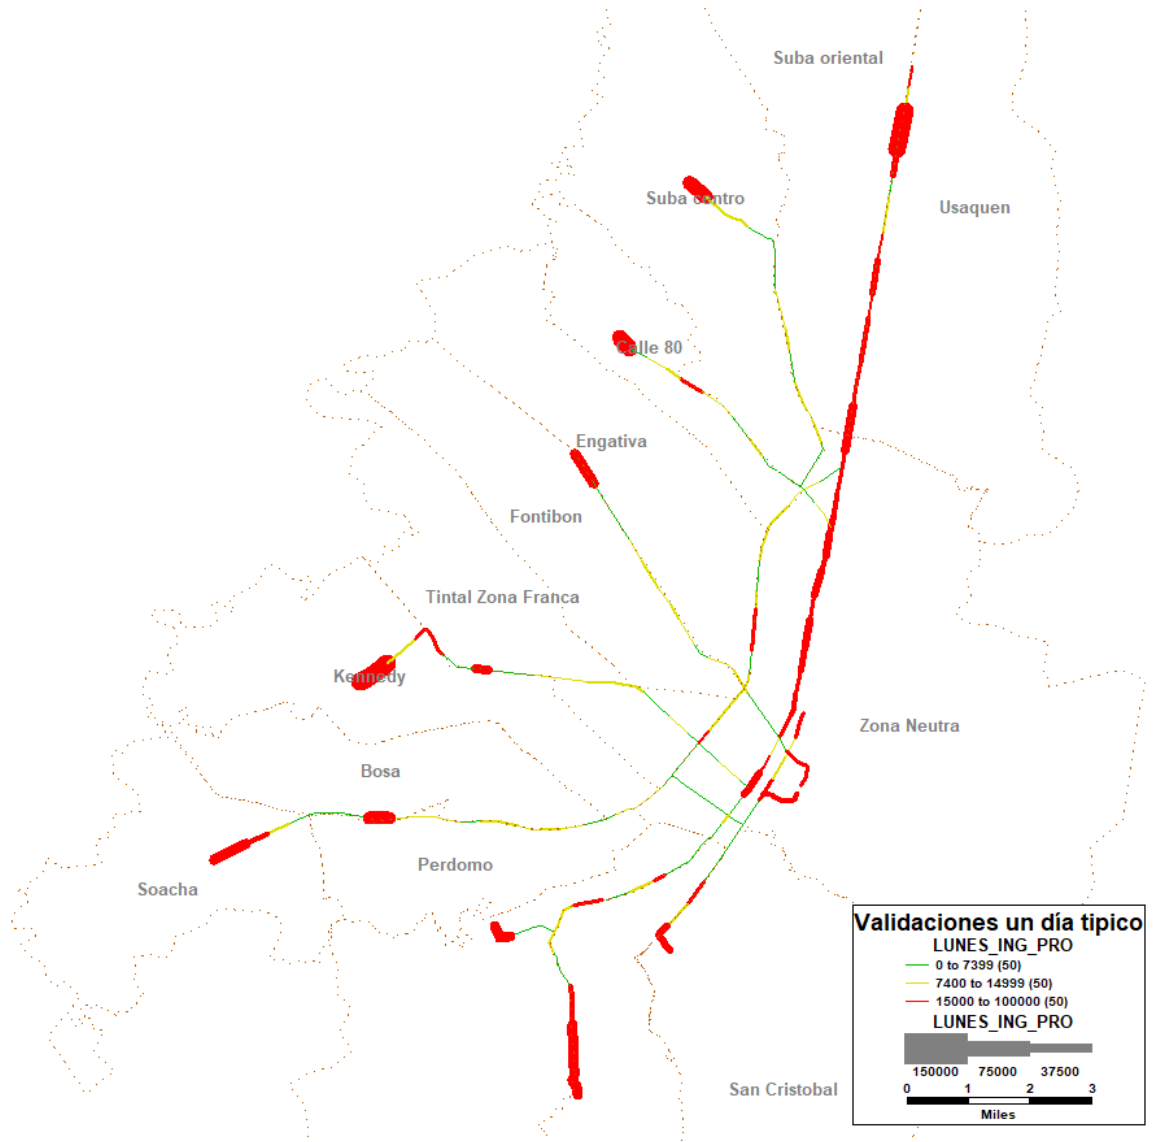 Suba oriental
Suba centro
Usaquen
Calle 80
Engativa
Fontibon
Tintal Zona Franca
Kennedy
Zona Neutra
Bosa
Perdomo
Soacha
San Cristobal
Validaciones un día tipico
LUNES_ING_PRO
0 to 7399 (50)
7400 to 14999 (50)
15000 to 100000 (50)
LUNES_ING_PRO
150000 75000 37500
0 1 2 3
Miles